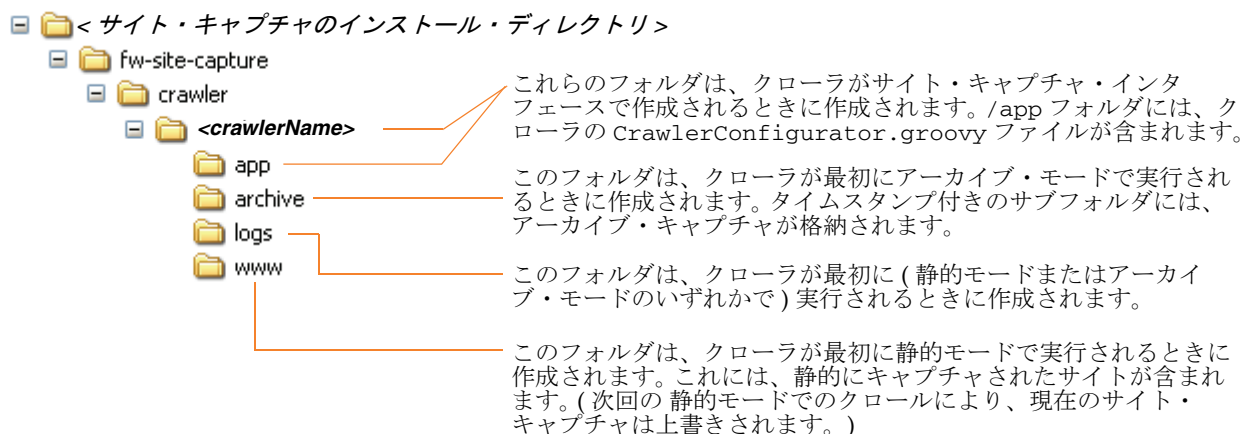 <サイト・キャプチャのインストール・ディレクトリ>
fw-site-capture
crawler
<crawlerName>
app
archive
logs
www
これらのフォルダは、クローラがサイト・キャプチャ・インタ
フェースで作成されるときに作成されます。/app フォルダには、ク
ローラの CrawlerConfigurator.groovy ファイルが含まれます。
このフォルダは、クローラが最初にアーカイブ・モードで実行され
るときに作成されます。タイムスタンプ付きのサブフォルダには、
アーカイブ・キャプチャが格納されます。
このフォルダは、クローラが最初に ( 静的モードまたはアーカイ
ブ・モードのいずれかで ) 実行されるときに作成されます。
このフォルダは、クローラが最初に静的モードで実行されるときに
作成されます。これには、静的にキャプチャされたサイトが含まれ
ます。( 次回の 静的モードでのクロールにより、現在のサイト・
キャプチャは上書きされます。)